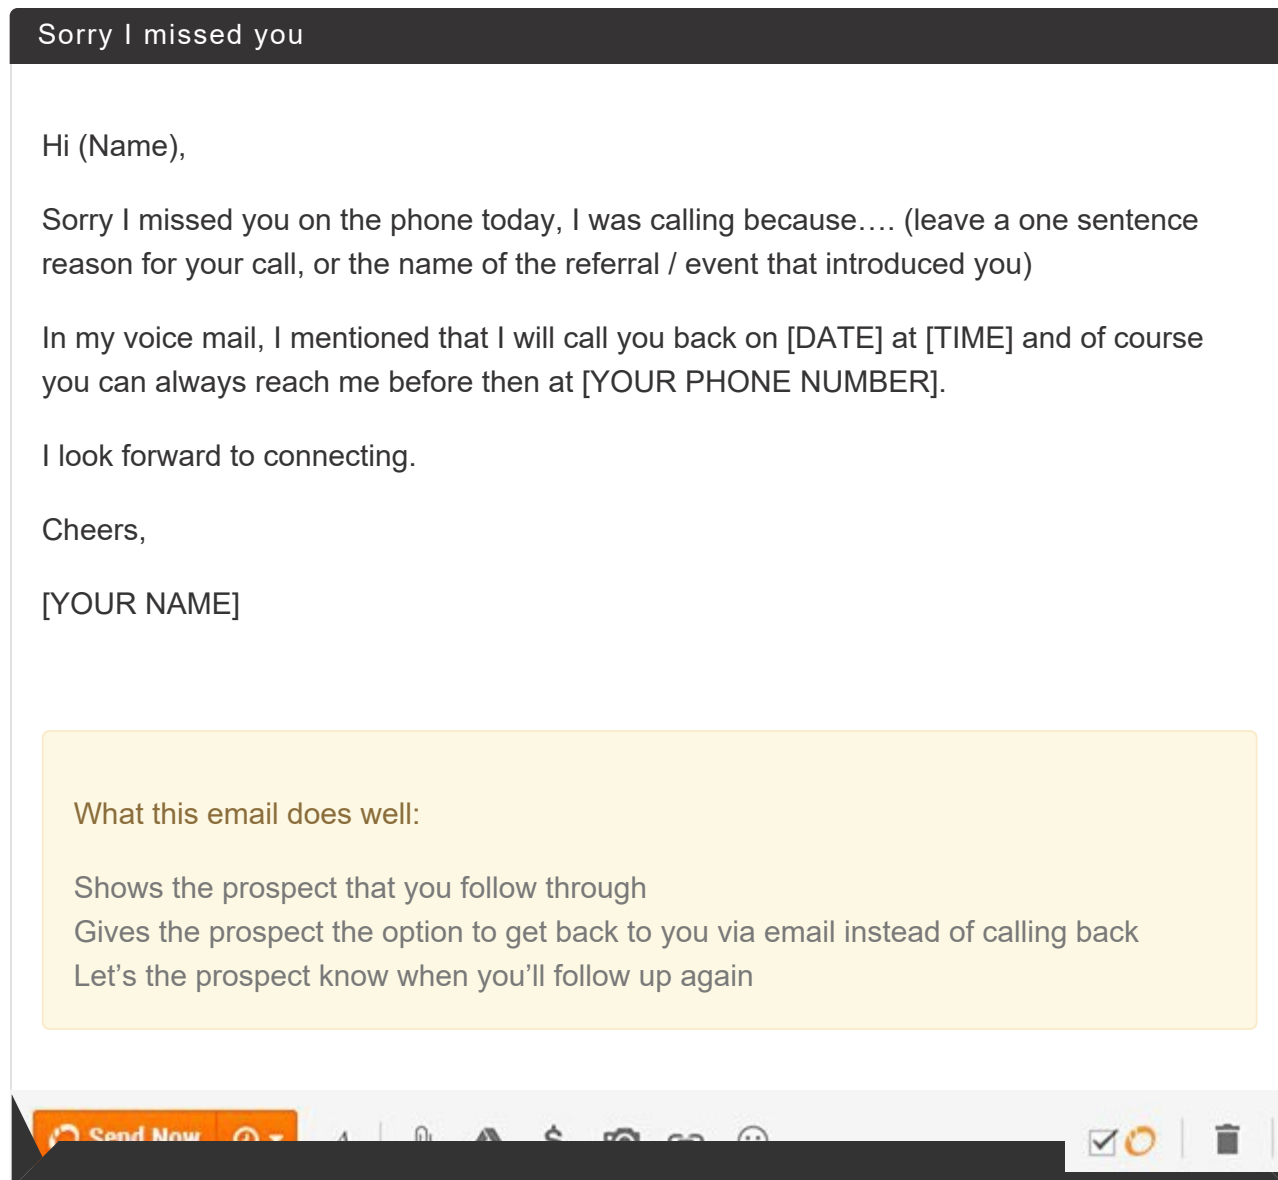 Sorry I missed you
Hi (Name),
Sorry I missed you on the phone today, I was calling because…. (leave a one sentence
reason for your call, or the name of the referral / event that introduced you)
In my voice mail, I mentioned that I will call you back on [DATE] at [TIME] and of course
you can always reach me before then at [YOUR PHONE NUMBER].
I look forward to connecting.
Cheers,
[YOUR NAME]
What this email does well:
Shows the prospect that you follow through
Gives the prospect the option to get back to you via email instead of calling back
Let’s the prospect know when you’ll follow up again
Send Now